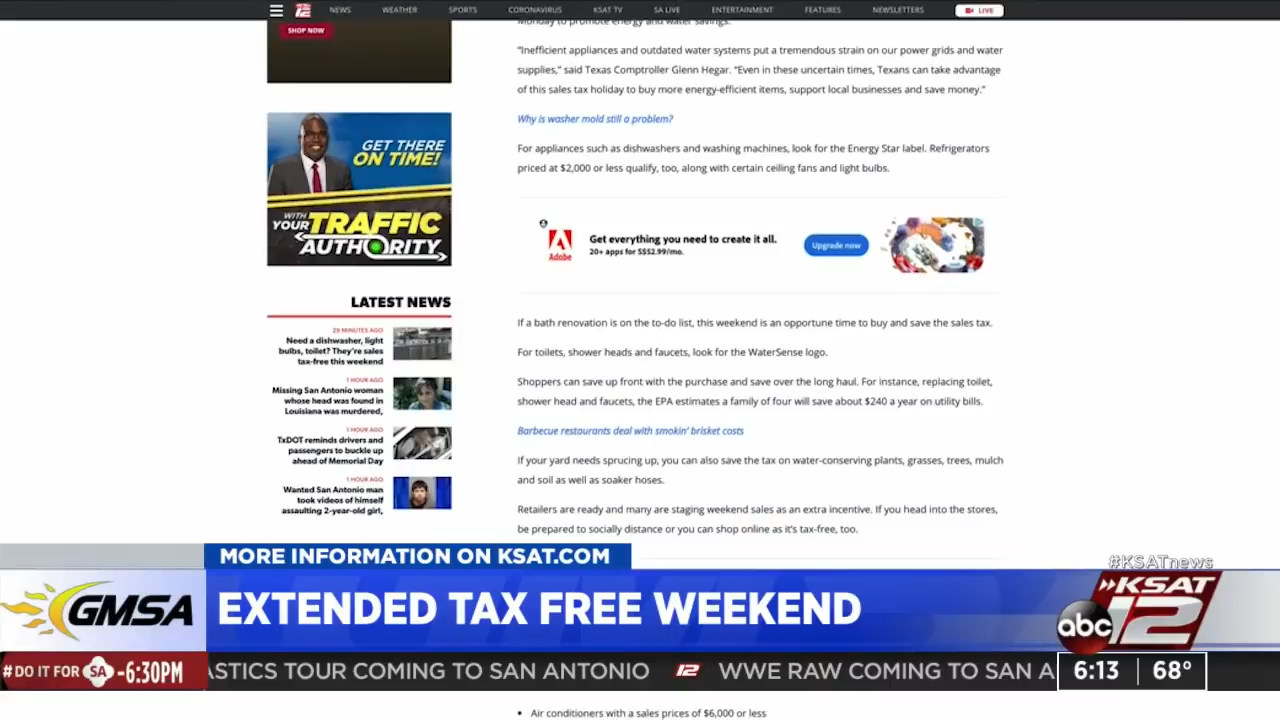 NEWS WEATHER SPORTS CORONAVIRUS KSAT TV SA LIVE ENTERTAINMENT FEATURES NEWSLETTERS LIVE
SHOP NOW
GET THERE
ON TIME!
WITH
YOUR TRAFFIC
AUTHORITY
LATEST NEWS
29 MINUTES AGO
Need a dishwasher, light
bulbs, toilet? They're sales
tax-free this weekend
1 HOUR AGO
Missing San Antonio woman
whose head was found in
Louisiana was murdered,
1 HOUR AGO
TxDOT reminds drivers and
passengers to buckle up
ahead of Memorial Day
1 HOUR AGO
Wanted San Antonio man
took videos of himself
assaulting 2-year-old girl,
Monday to promote energy and water savings.
“Inefficient appliances and outdated water systems put a tremendous strain on our power grids and water
supplies,” said Texas Comptroller Glenn Hegar. “Even in these uncertain times, Texans can take advantage
of this sales tax holiday to buy more energy-efficient items, support local businesses and save money.”
Why is washer mold still a problem?
For appliances such as dishwashers and washing machines, look for the Energy Star label. Refrigerators
priced at $2,000 or less qualify, too, along with certain ceiling fans and light bulbs.
Adobe
Get everything you need to create it all.
20+ apps for S$52.99/mo.
Upgrade now
If a bath renovation is on the to-do list, this weekend is an opportune time to buy and save the sales tax.
For toilets, shower heads and faucets, look for the WaterSense logo.
Shoppers can save up front with the purchase and save over the long haul. For instance, replacing toilet,
shower head and faucets, the EPA estimates a family of four will save about $240 a year on utility bills.
Barbecue restaurants deal with smokin’ brisket costs
If your yard needs sprucing up, you can also save the tax on water-conserving plants, grasses, trees, mulch
and soil as well as soaker hoses.
Retailers are ready and many are staging weekend sales as an extra incentive. If you head into the stores,
be prepared to socially distance or you can shop online as it’s tax-free, too.
MORE INFORMATION ON KSAT.COM
#KSATnews
GMSA
EXTENDED TAX FREE WEEKEND
KSAT
abc 12
#DO IT FOR SA -6:30PM
ASTICS TOUR COMING TO SAN ANTONIO 12 WWE RAW COMING TO SAN A
6:13 68°
• Air conditioners with a sales prices of $6,000 or less